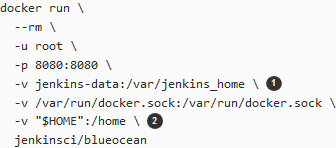 docker run \
--rm \
-u root \
-p 8080:8080 \
-v jenkins-data:/var/jenkins_home \ 1
-v /var/run/docker.sock:/var/run/docker.sock \
-v "$HOME":/home \ 2
jenkinsci/blueocean